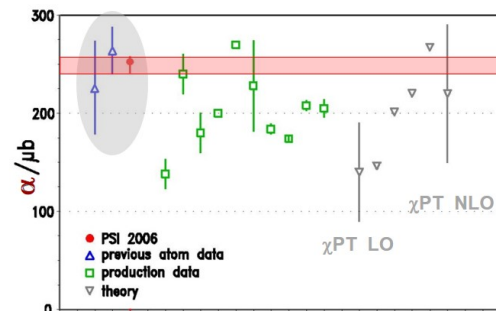 300
200
100
0
α/μb
χPT NLO
χPT LO
PSI 2006
previous atom data
production data
theory